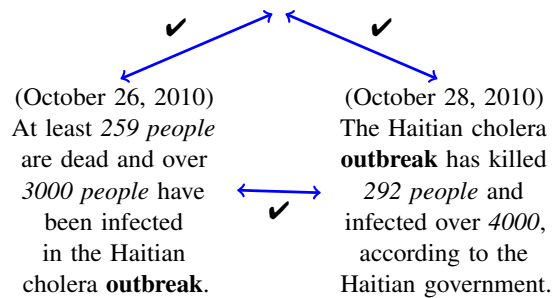 ✔ ✔
(October 26, 2010)
At least 259 people
are dead and over
3000 people have
been infected
in the Haitian
cholera outbreak.
✔
(October 28, 2010)
The Haitian cholera
outbreak has killed
292 people and
infected over 4000,
according to the
Haitian government.